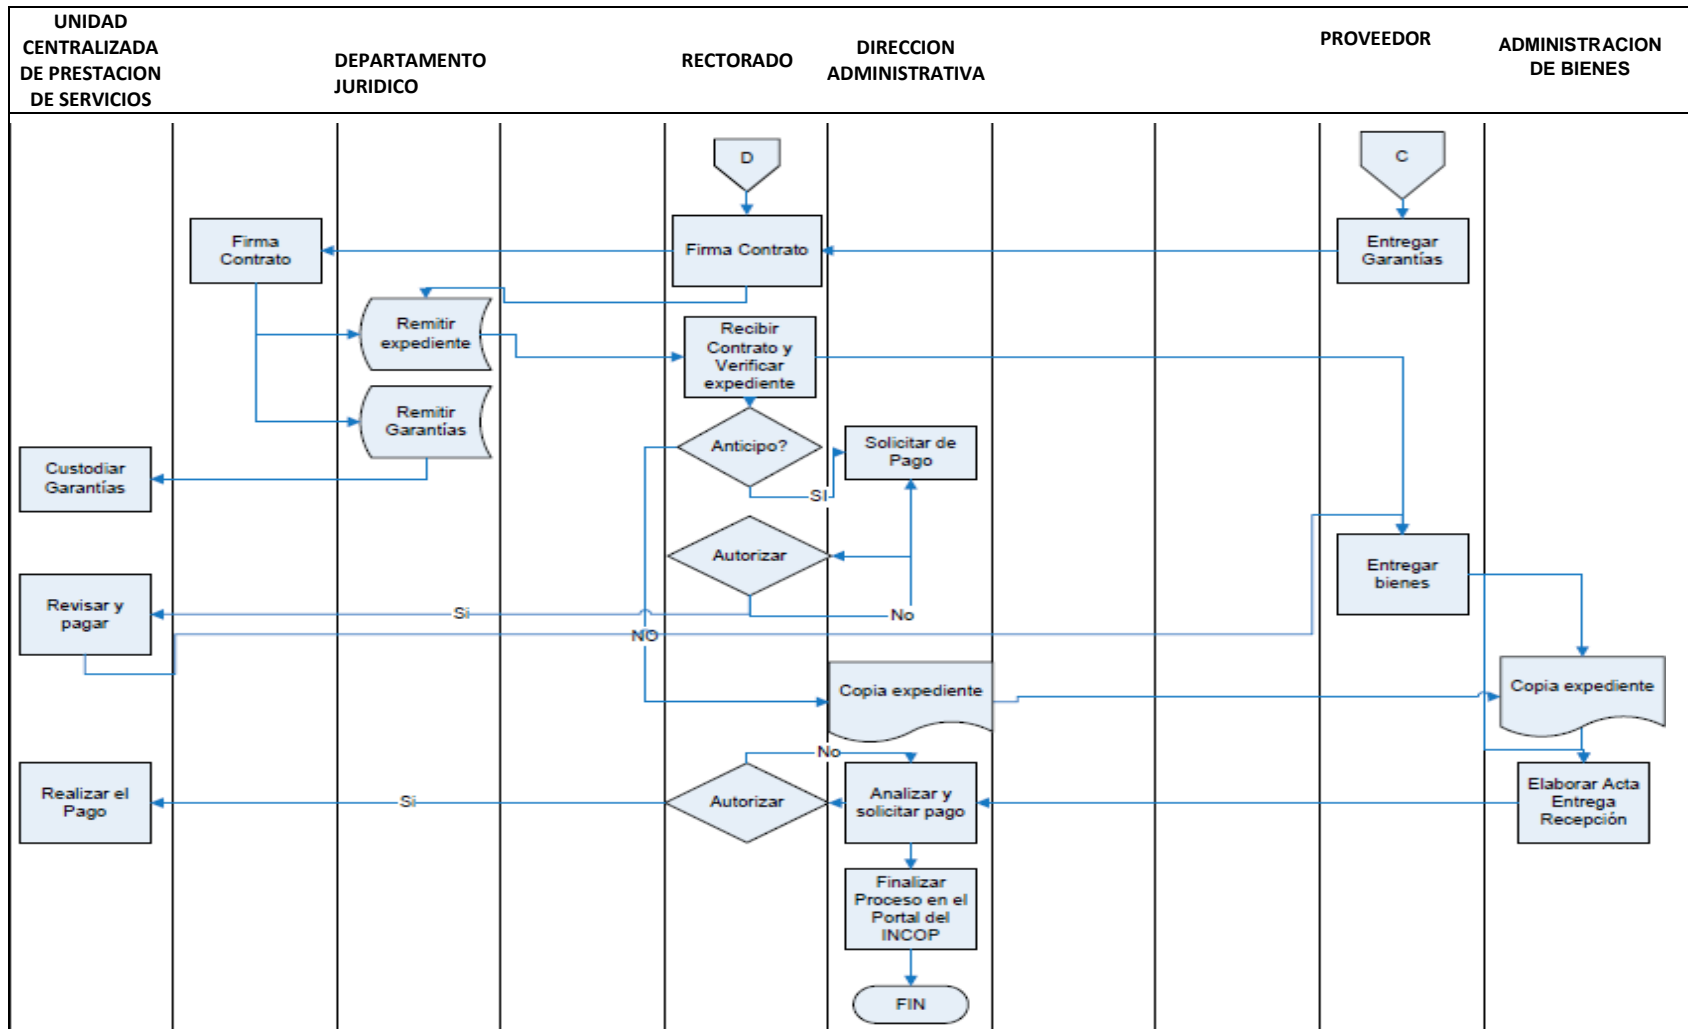 UNIDAD
CENTRALIZADA
DE PRESTACION
DE SERVICIOS
DEPARTAMENTO
JURIDICO
RECTORADO
DIRECCION
ADMINISTRATIVA
PROVEEDOR
ADMINISTRACION
DE BIENES
D
C
Firma
Contrato
Firma Contrato
Entregar
Garantías
Remitir
expediente
Recibir
Contrato y
Verificar
expediente
Remitir
Garantías
Anticipo?
Solicitar de
Pago
Custodiar
Garantías
SI
Autorizar
Entregar
bienes
Revisar y
pagar
Si
No
NO
Copia expediente
Copia expediente
No
Realizar el
Pago
Si
Autorizar
Analizar y
solicitar pago
Elaborar Acta
Entrega
Recepción
Finalizar
Proceso en el
Portal del
INCOP
FIN